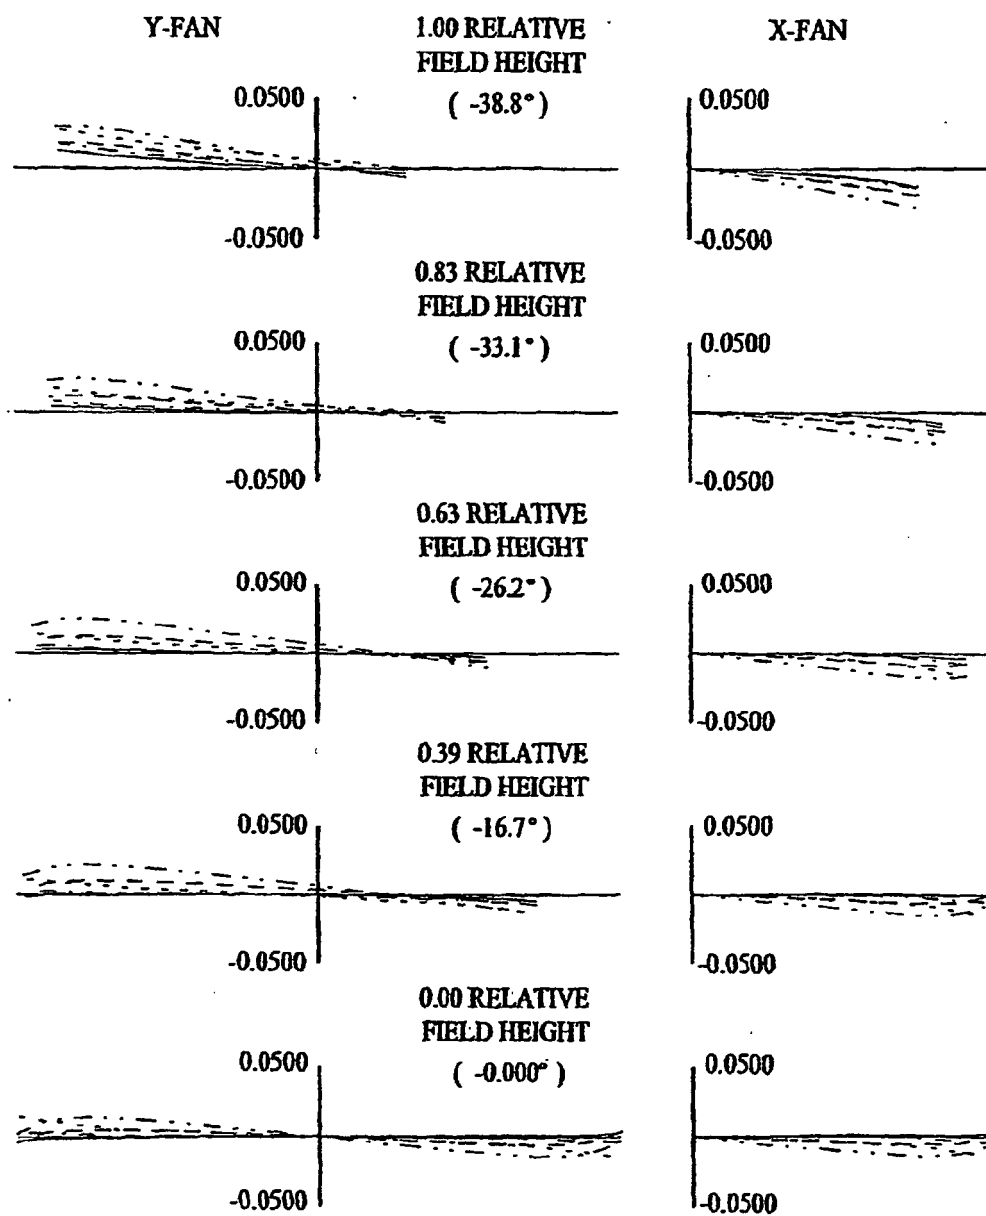 Y-FAN
1.00 RELATIVE
FIELD HEIGHT
( -38.8° )
X-FAN
0.0500
-0.0500
0.0500
-0.0500
0.83 RELATIVE
FIELD HEIGHT
( -33.1° )
0.0500
-0.0500
0.0500
-0.0500
0.63 RELATIVE
FIELD HEIGHT
( -26.2° )
0.0500
-0.0500
0.0500
-0.0500
0.39 RELATIVE
FIELD HEIGHT
( -16.7° )
0.0500
-0.0500
0.0500
-0.0500
0.00 RELATIVE
FIELD HEIGHT
( -0.000° )
0.0500
-0.0500
0.0500
-0.0500